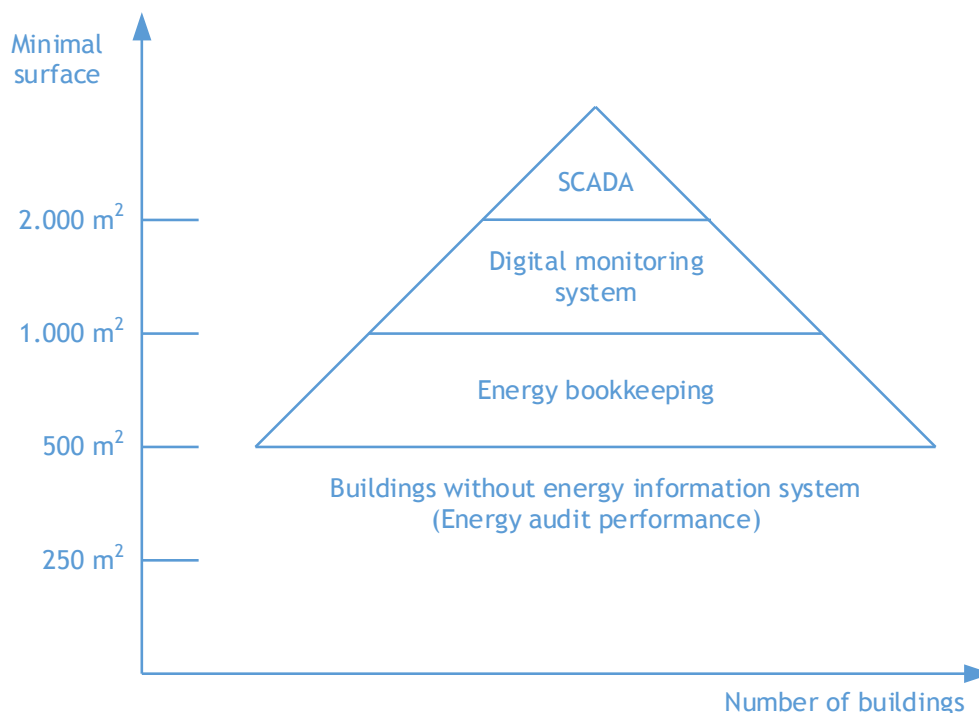 Minimal
surface
SCADA
2.000 m²
Digital monitoring
system
1.000 m²
Energy bookkeeping
500 m²
Buildings without energy information system
(Energy audit performance)
250 m²
Number of buildings